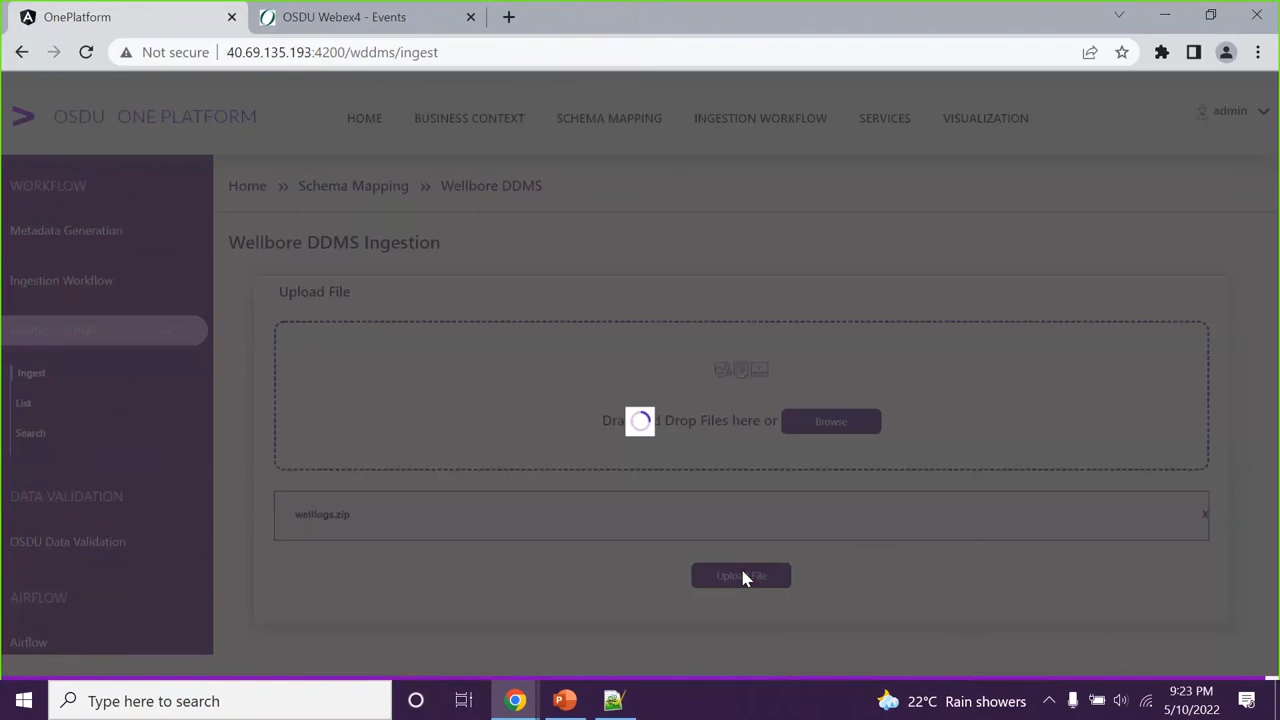 OnePlatform
OSDU Webex4 - Events
Not secure
40.69.135.193:4200/wddms/ingest
OSDU ONE PLATFORM
HOME
BUSINESS CONTEXT
SCHEMA MAPPING
INGESTION WORKFLOW
SERVICES
VISUALIZATION
admin
WORKFLOW
Metadata Generation
Ingestion Workflow
Ingest
List
Search
DATA VALIDATION
OSDU Data Validation
AIRFLOW
Airflow
Home » Schema Mapping » Wellbore DDMS
Wellbore DDMS Ingestion
Upload File
Drop Files here or
Browse
welllogs.zip
X
Upload File
Type here to search
22°C Rain showers
9:23 PM
5/10/2022